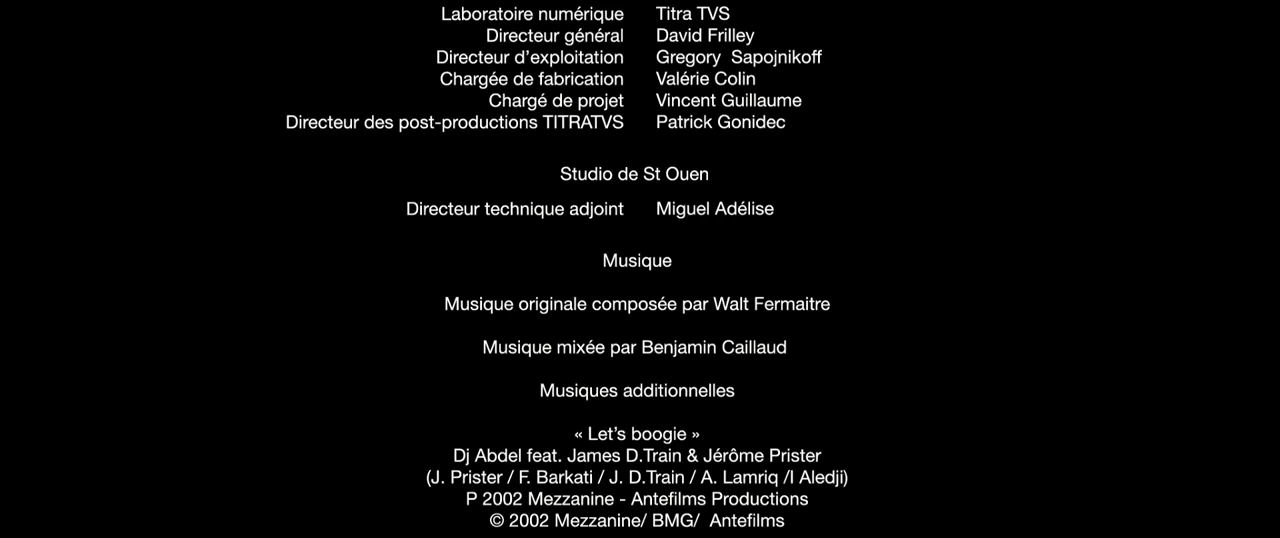 Laboratoire numérique Titra TVS
Directeur général David Frilley
Directeur d'exploitation Gregory Sapojnikoff
Chargée de fabrication Valérie Colin
Chargé de projet Vincent Guillaume
Directeur des post-productions TITRATVS Patrick Gonidec
Studio de St Ouen
Directeur technique adjoint Miguel Adélise
Musique
Musique originale composée par Walt Fermaitre
Musique mixée par Benjamin Caillaud
Musiques additionnelles
« Let's boogie »
Dj Abdel feat. James D.Train & Jérôme Prister
(J. Prister / F. Barkati / J. D.Train / A. Lamriq /I Aledji)
P 2002 Mezzanine - Antefilms Productions
© 2002 Mezzanine/ BMG/ Antefilms